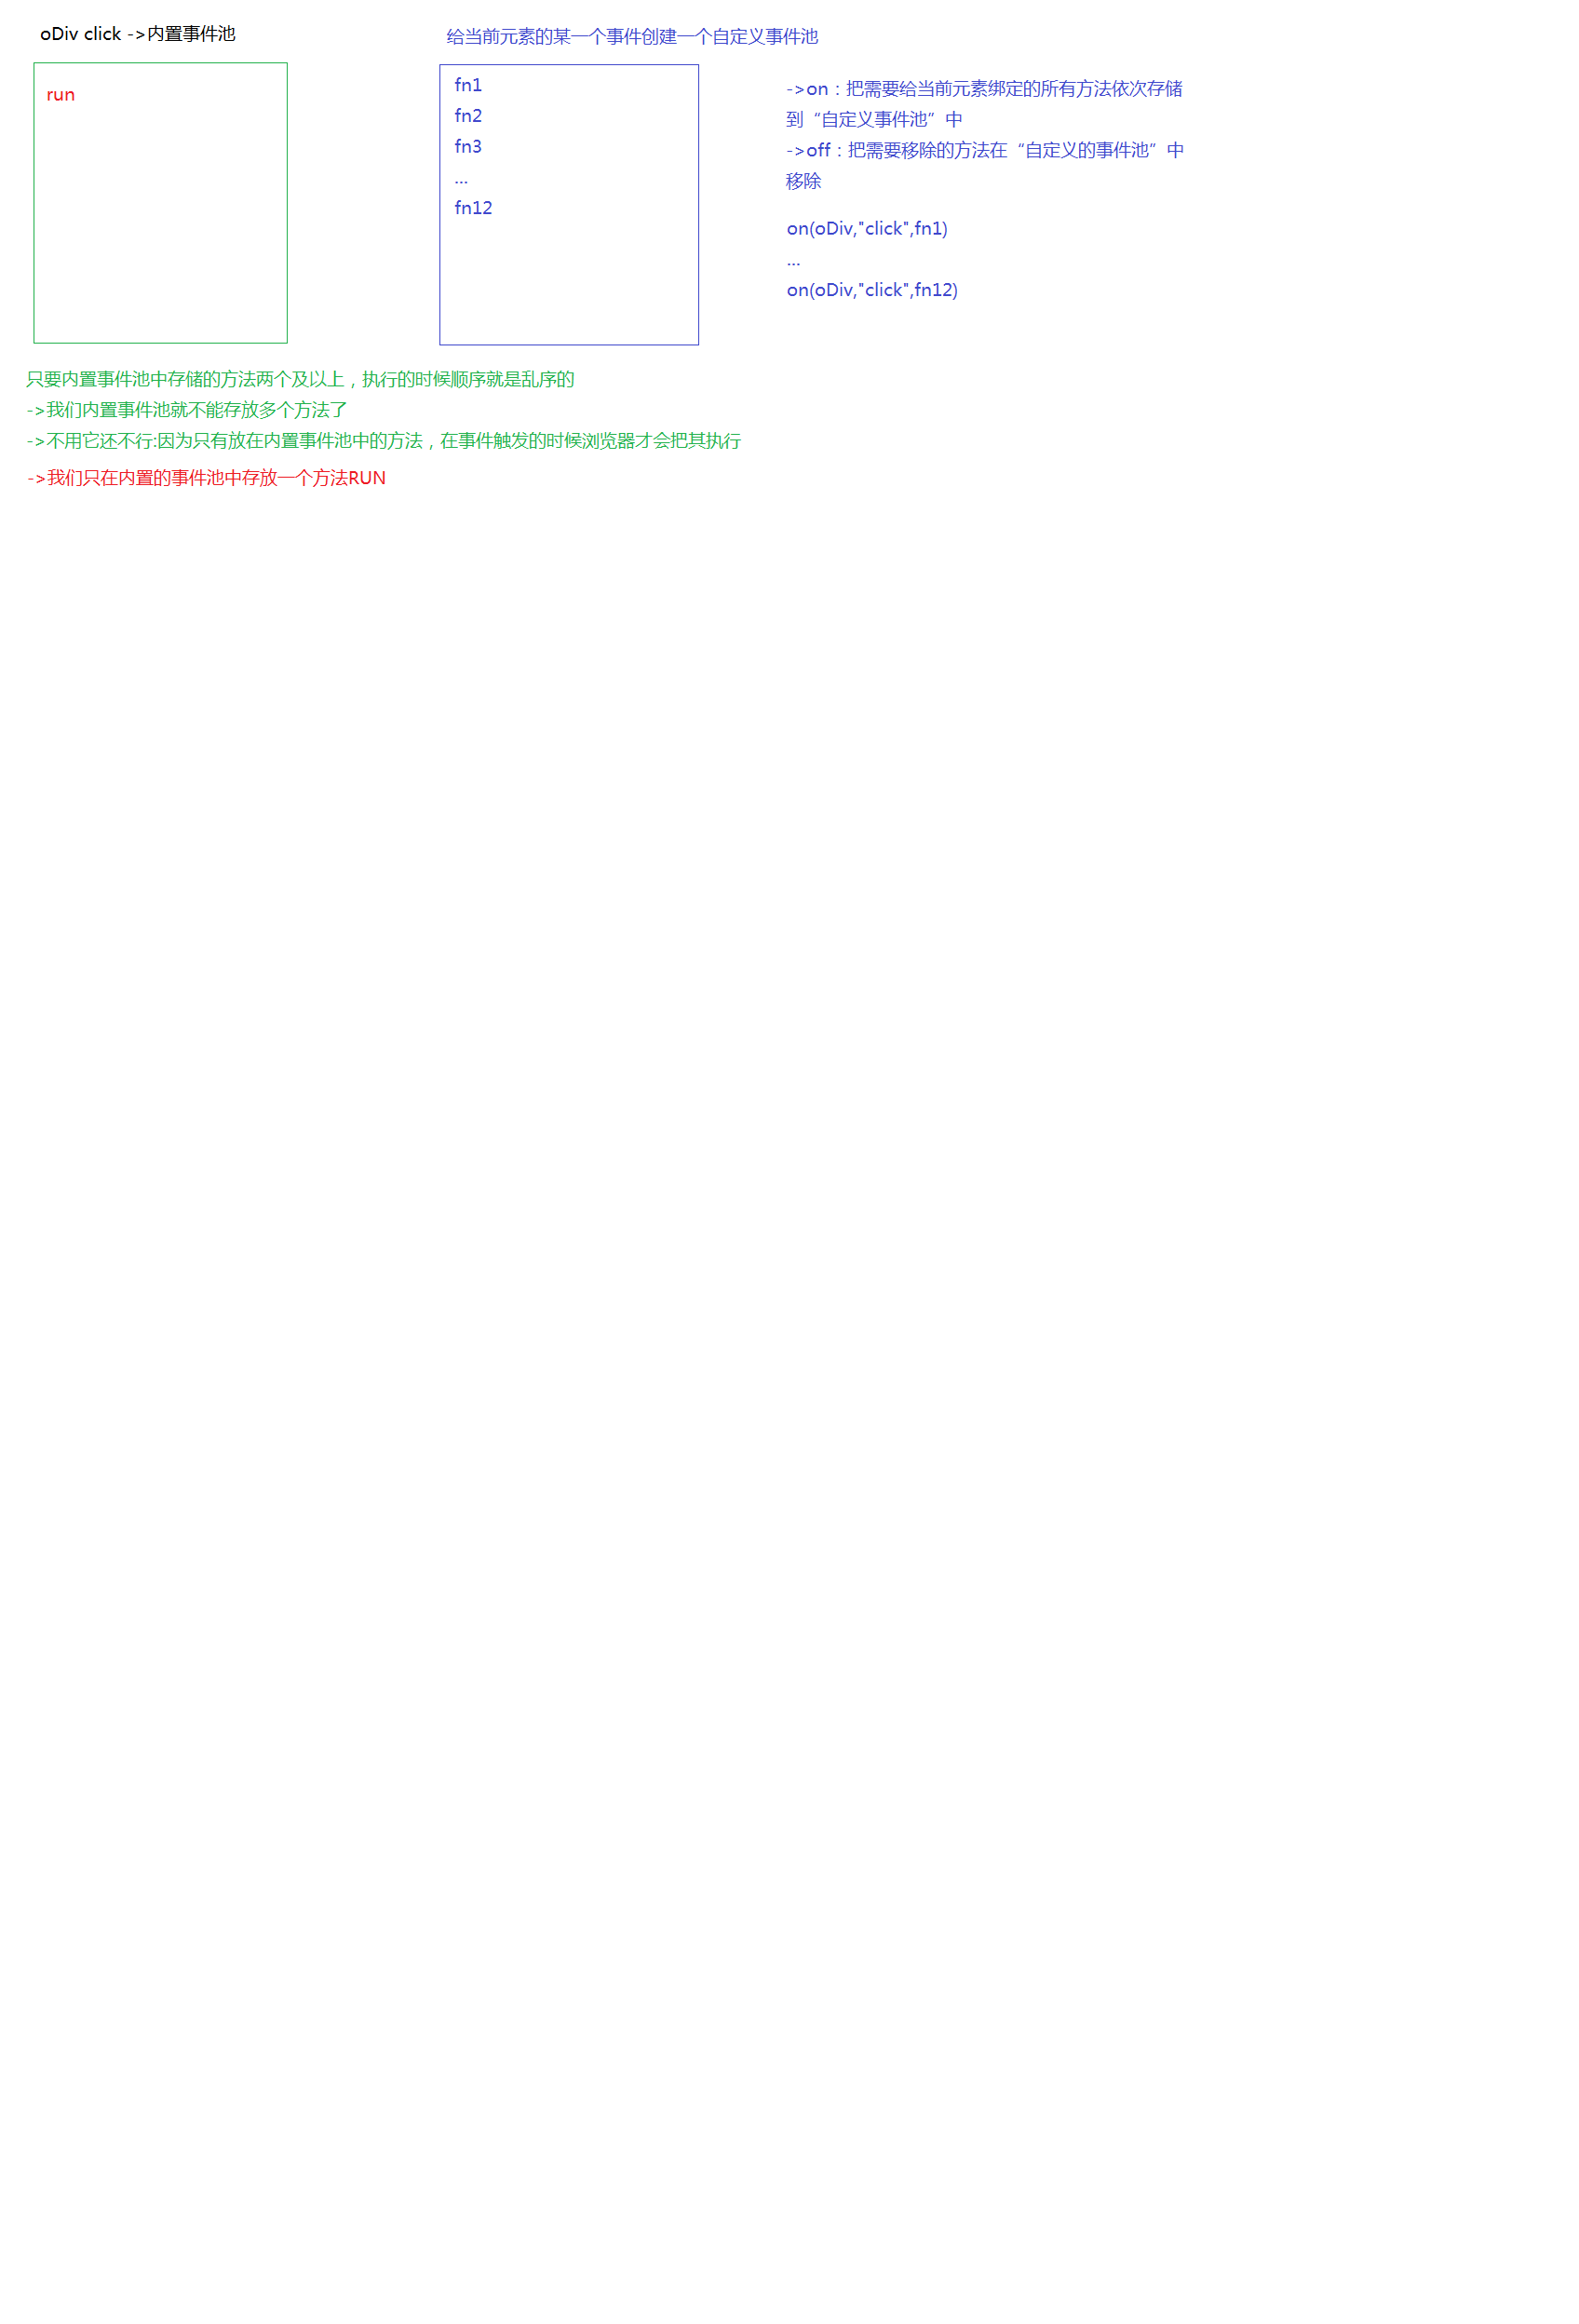 oDiv click ->内置事件池
run
给当前元素的某一个事件创建一个自定义事件池
fn1
fn2
fn3
...
fn12
->on：把需要给当前元素绑定的所有方法依次存储
到“自定义事件池”中
->off：把需要移除的方法在“自定义的事件池”中
移除
on(oDiv,"click",fn1)
...
on(oDiv,"click",fn12)
只要内置事件池中存储的方法两个及以上，执行的时候顺序就是乱序的
->我们内置事件池就不能存放多个方法了
->不用它还不行:因为只有放在内置事件池中的方法，在事件触发的时候浏览器才会把其执行
->我们只在内置的事件池中存放一个方法RUN